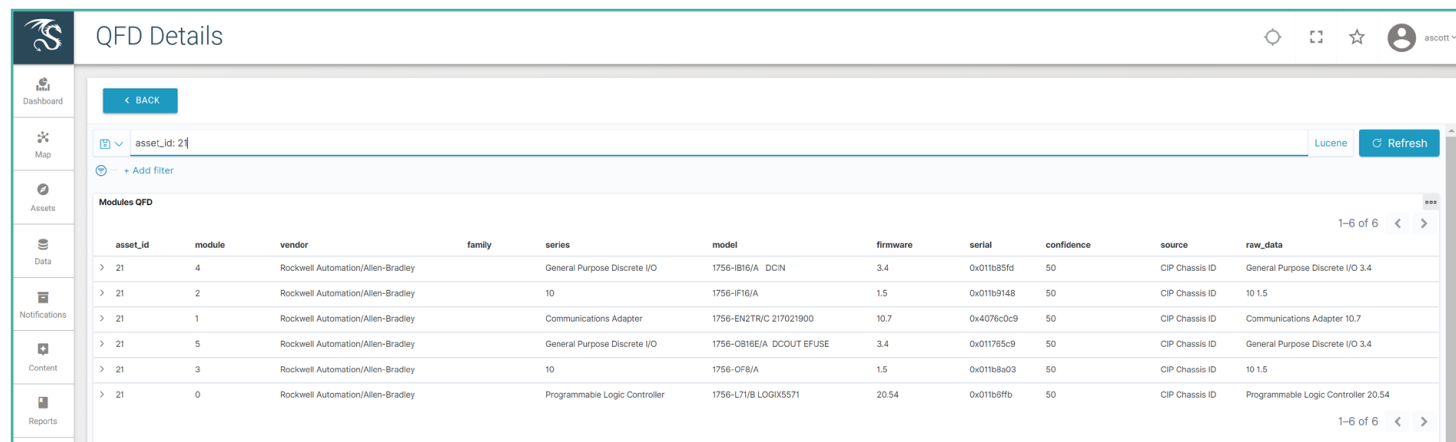 QFD Details
ascott
Dashboard
BACK
Map
asset_id: 21
Lucene
Refresh
+ Add filter
Assets
Modules QFD
1–6 of 6
Data
asset_id module vendor family series model firmware serial confidence source raw_data
21 4 Rockwell Automation/Allen-Bradley General Purpose Discrete I/O 1756-IB16/A DCIN 3.4 0x011b85fd 50 CIP Chassis ID General Purpose Discrete I/O 3.4
21 2 Rockwell Automation/Allen-Bradley 10 1756-IF16/A 1.5 0x011b9148 50 CIP Chassis ID 10 1.5
Notifications
21 1 Rockwell Automation/Allen-Bradley Communications Adapter 1756-EN2TR/C 217021900 10.7 0x4076c0c9 50 CIP Chassis ID Communications Adapter 10.7
21 5 Rockwell Automation/Allen-Bradley General Purpose Discrete I/O 1756-OB16E/A DCOUT EFUSE 3.4 0x011765c9 50 CIP Chassis ID General Purpose Discrete I/O 3.4
Content
21 3 Rockwell Automation/Allen-Bradley 10 1756-OF8/A 1.5 0x011b8a03 50 CIP Chassis ID 10 1.5
21 0 Rockwell Automation/Allen-Bradley Programmable Logic Controller 1756-L71/B LOGIX5571 20.54 0x011b6ffb 50 CIP Chassis ID Programmable Logic Controller 20.54
Reports
1–6 of 6